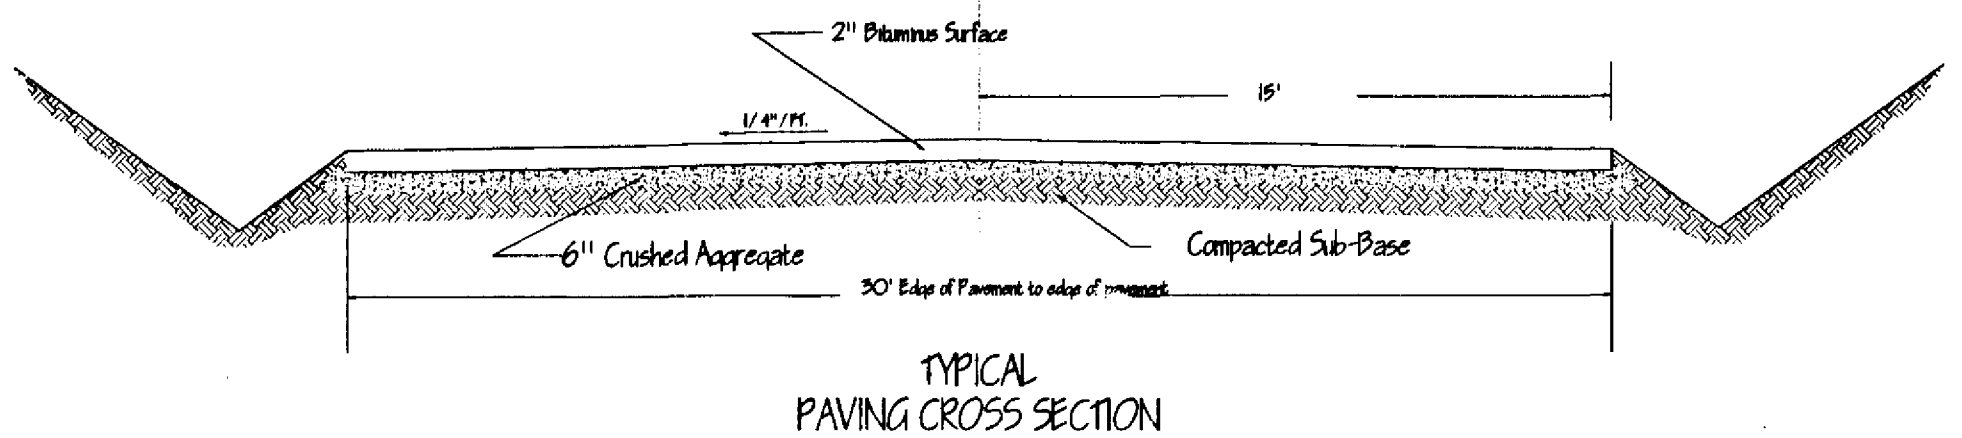 2" Bitumnus Surface
15'
1/4"/FT.
6" Crushed Aggregate
Compacted Sub-Base
30' Edge of Pavement to edge of pavement
TYPICAL
PAVING CROSS SECTION